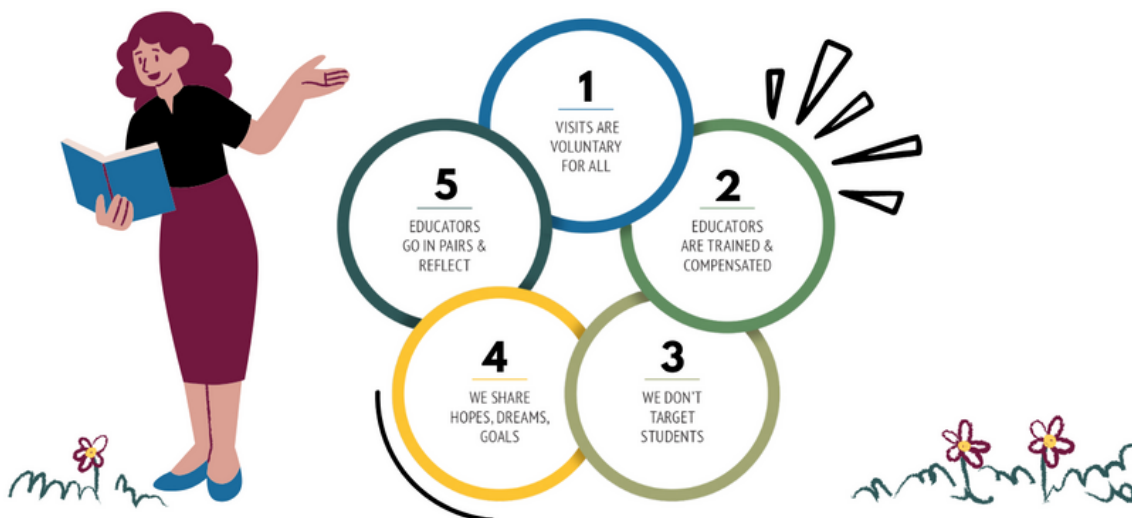 1
VISITS ARE
VOLUNTARY
FOR ALL
2
EDUCATORS
ARE TRAINED &
COMPENSATED
3
WE DON'T
TARGET
STUDENTS
4
WE SHARE
HOPES, DREAMS,
GOALS
5
EDUCATORS
GO IN PAIRS &
REFLECT